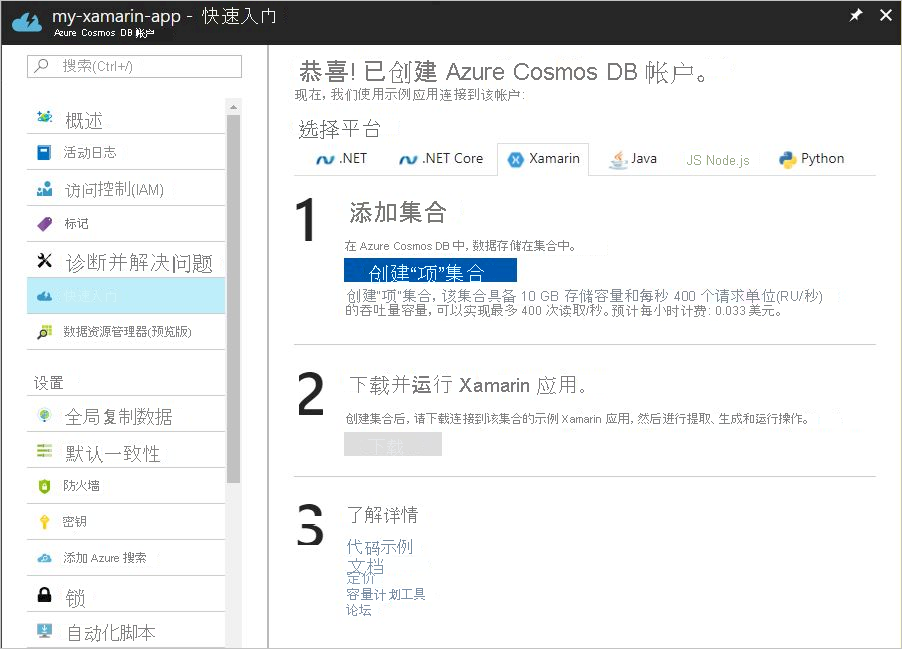 my-xamarin-app - 快速入门
Azure Cosmos DB 帐户
搜索(Ctrl+/)
概述
活动日志
访问控制(IAM)
标记
诊断并解决问题
快速入门
数据资源管理器(预览版)
设置
全局复制数据
默认一致性
防火墙
密钥
添加 Azure 搜索
锁
自动化脚本
恭喜! 已创建 Azure Cosmos DB 帐户。
现在, 我们使用示例应用连接到该帐户:
选择平台
.NET
.NET Core
Xamarin
Java
JS Node.js
Python
1
添加集合
在 Azure Cosmos DB 中, 数据存储在集合中。
创建“项”集合
创建"项"集合, 该集合具备 10 GB 存储容量和每秒 400 个请求单位(RU/秒)
的吞吐量容量, 可以实现最多 400 次读取/秒。预计每小时计费: 0.033 美元。
2
下载并运行 Xamarin 应用。
创建集合后, 请下载连接到该集合的示例 Xamarin 应用, 然后进行提取、生成和运行操作。
下载
3
了解详情
代码示例
文档
定价
容量计划工具
论坛